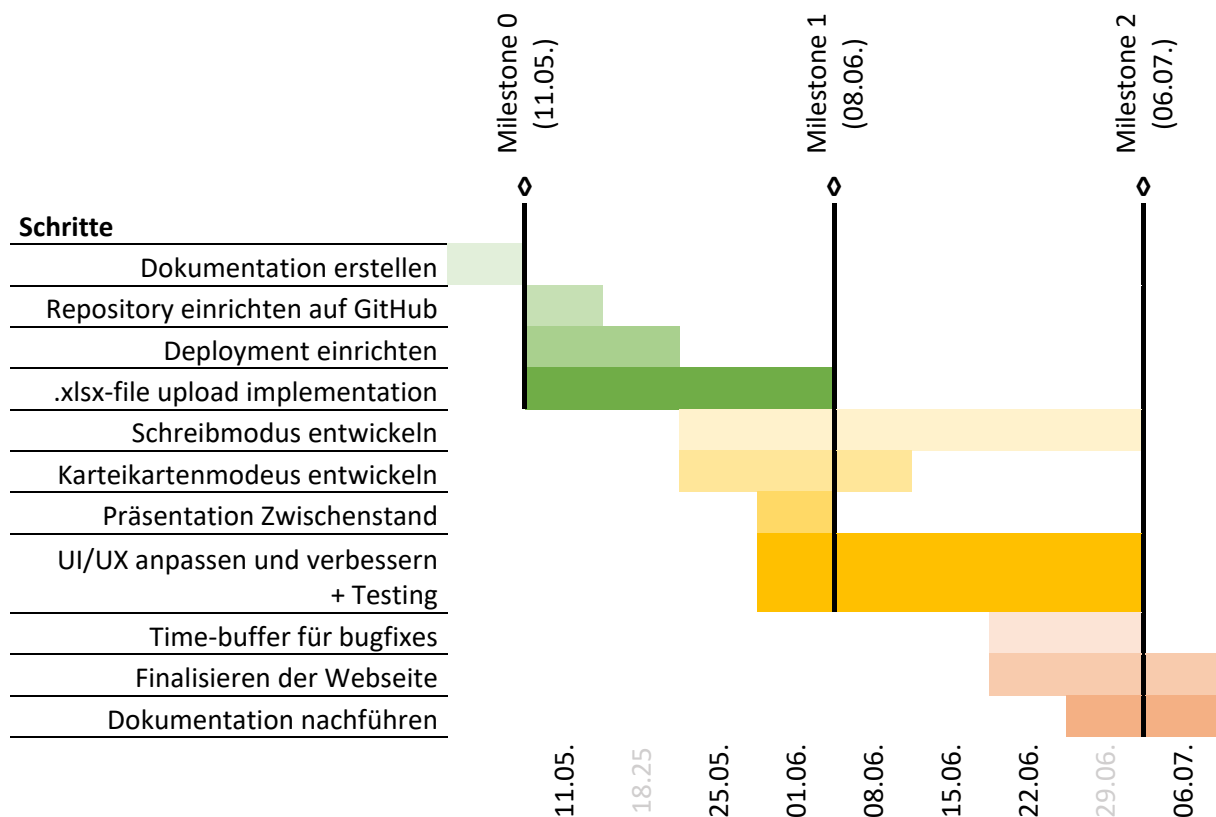 Milestone 0
(11.05.)
Milestone 1
(08.06.)
Milestone 2
(06.07.)
Schritte
Dokumentation erstellen
Repository einrichten auf GitHub
Deployment einrichten
.xlsx-file upload implementation
Schreibmodus entwickeln
Karteikartenmodeus entwickeln
Präsentation Zwischenstand
UI/UX anpassen und verbessern
+ Testing
Time-buffer für bugfixes
Finalisieren der Webseite
Dokumentation nachführen
11.05.
18.25
25.05.
01.06.
08.06.
15.06.
22.06.
29.06.
06.07.